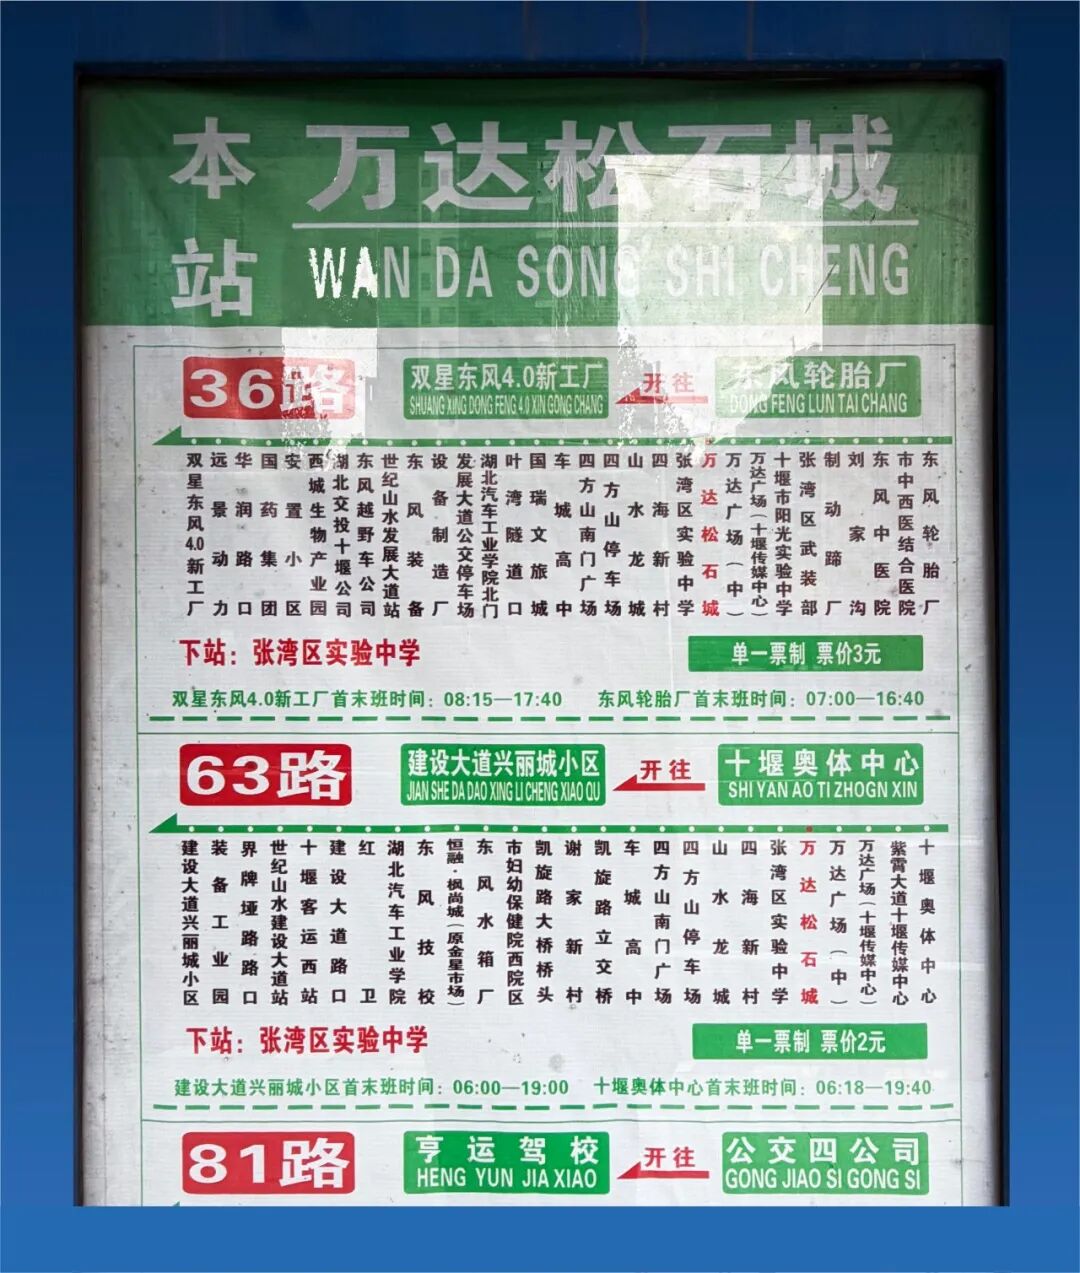 本站
万达松石城
WAN DA SONG SHI CHENG
36路
双星东风4.0新工厂
SHUANG XING DONG FENG 4.0 XIN GONG CHANG
开往
东风轮胎厂
DONG FENG LUN TAI CHANG
双星东风4.0新工厂
远景动力
华润路口
国药集团
安置小区
西城生物产业园
湖北交投十堰公司
东风越野车公司
世纪山水发展大道站
东风装备
设备制造厂
发展大道公交停车场
湖北汽车工业学院北门
叶湾隧道口
国瑞文旅城
车城高中
四方山南门广场
四方山停车场
山水龙城
四海新村
张湾区实验中学
万达松石城
万达广场(中)
万达广场(十堰传媒中心)
十堰市阳光实验中学
张湾区武装部
制动蹄厂
刘家沟
东风中医院
市中西医结合医院
东风轮胎厂
下站：张湾区实验中学
单一票制 票价3元
双星东风4.0新工厂首末班时间：08:15—17:40
东风轮胎厂首末班时间：07:00—16:40
63路
建设大道兴丽城小区
JIAN SHE DA DAO XING LI CHENG XIAO QU
开往
十堰奥体中心
SHI YAN AO TI ZHOGN XIN
建设大道兴丽城小区
装备工业园
界牌垭路口
世纪山水建设大道站
十堰客运西站
建设大道路口
红卫
湖北汽车工业学院
东风技校
恒融·枫尚城(原金星市场)
东风水箱厂
市妇幼保健院西院区
凯旋路大桥桥头
谢家新村
凯旋路立交桥
车城高中
四方山南门广场
四方山停车场
山水龙城
四海新村
张湾区实验中学
万达松石城
万达广场(中)
万达广场(十堰传媒中心)
紫霄大道十堰传媒中心
十堰奥体中心
下站：张湾区实验中学
单一票制 票价2元
建设大道兴丽城小区首末班时间：06:00—19:00
十堰奥体中心首末班时间：06:18—19:40
81路
亨运驾校
HENG YUN JIA XIAO
开往
公交四公司
GONG JIAO SI GONG SI